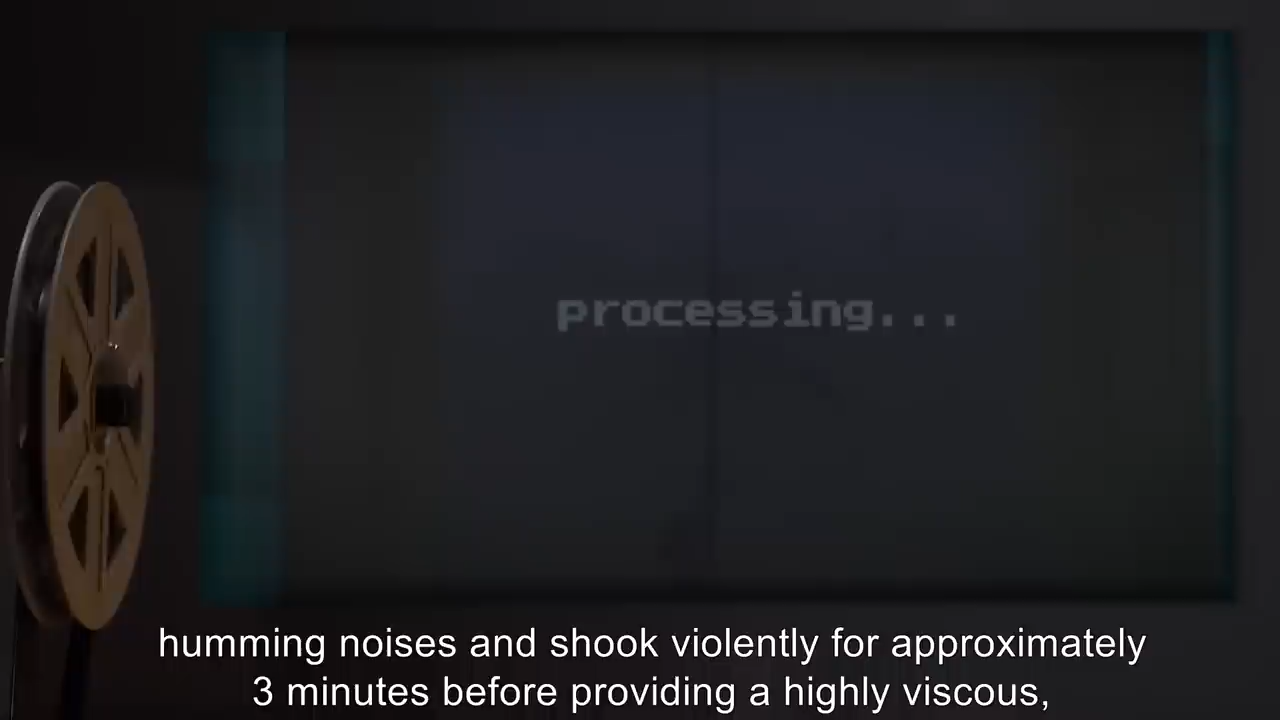 processing...
humming noises and shook violently for approximately
3 minutes before providing a highly viscous,